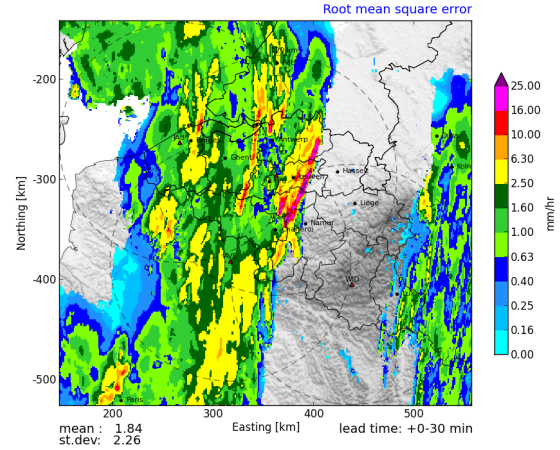 Root mean square error
-200
-300
-400
-500
Northing [km]
Antwerp
Ghent
Leuven
Hasselt
Liège
Namur
Charleroi
WID
Paris
Koln
200
300
400
500
Easting [km]
25.00
16.00
10.00
6.30
2.50
1.60
1.00
0.63
0.40
0.25
0.16
0.00
mm/hr
mean : 1.84
st.dev: 2.26
lead time: +0-30 min